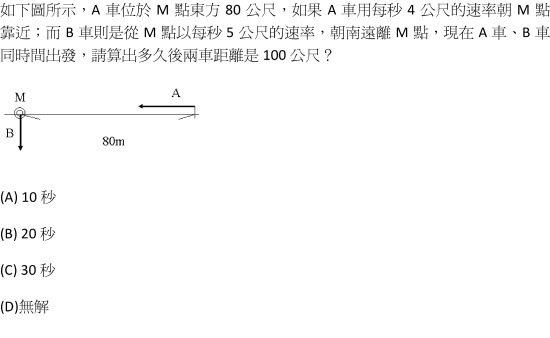 如下圖所示，A 車位於 M 點東方 80 公尺，如果 A 車用每秒 4 公尺的速率朝 M 點
靠近；而 B 車則是從 M 點以每秒 5 公尺的速率，朝南遠離 M 點，現在 A 車、B 車
同時間出發，請算出多久後兩車距離是 100 公尺？
M
A
B
80m
(A) 10 秒
(B) 20 秒
(C) 30 秒
(D)無解